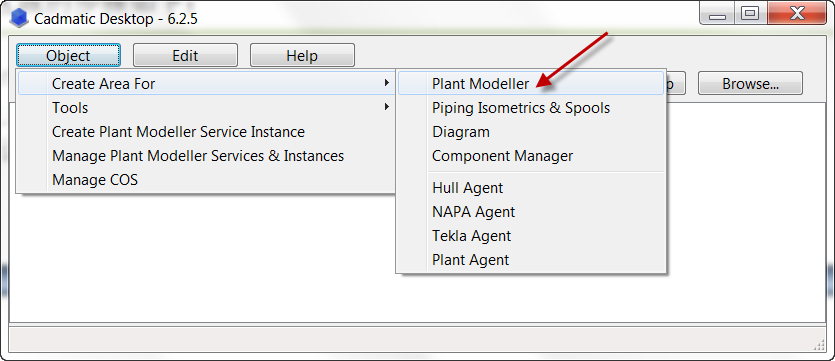 Cadmatic Desktop - 6.2.5
Object Edit Help
Create Area For
Tools
Create Plant Modeller Service Instance
Manage Plant Modeller Services & Instances
Manage COS
Plant Modeller
Piping Isometrics & Spools
Diagram
Component Manager
Hull Agent
NAPA Agent
Tekla Agent
Plant Agent
Browse...